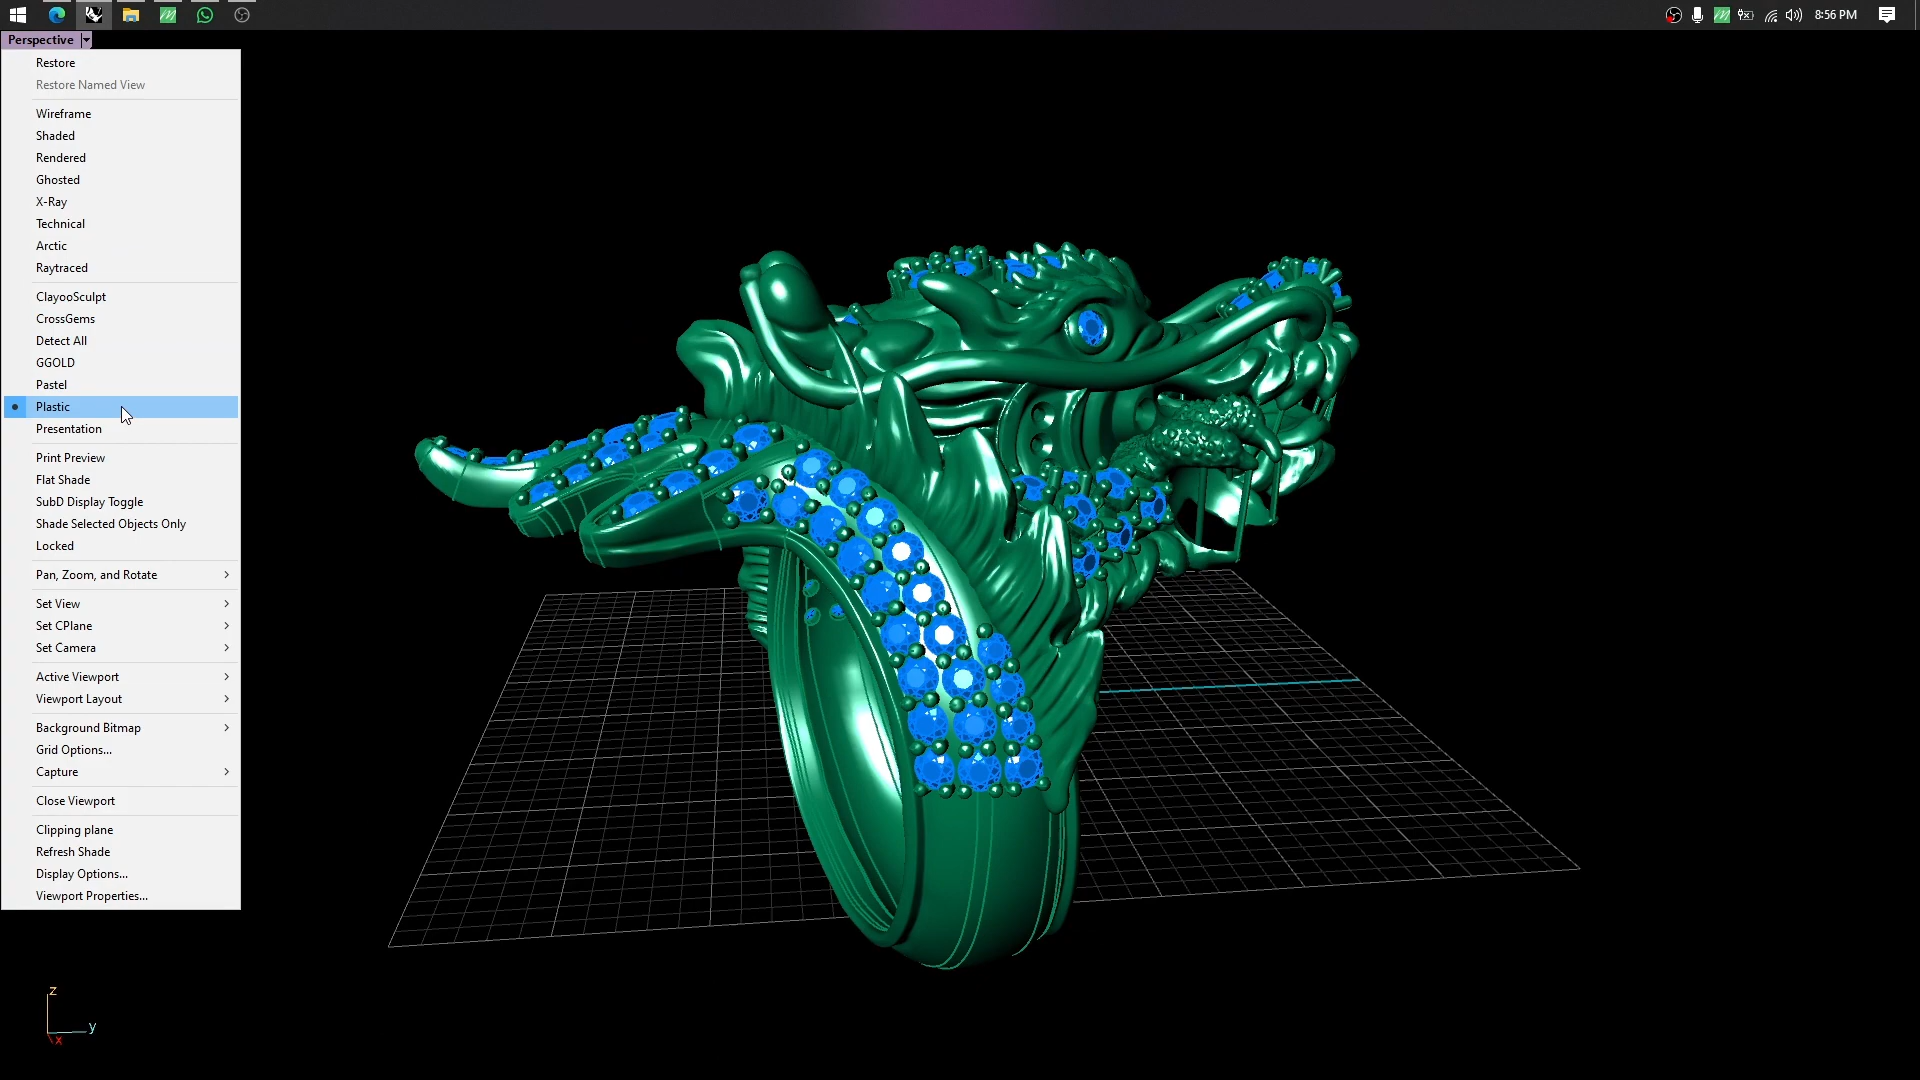 8:56 PM
Perspective
Restore
Restore Named View
Wireframe
Shaded
Rendered
Ghosted
X-Ray
Technical
Arctic
Raytraced
ClayooSculpt
CrossGems
Detect All
GGOLD
Pastel
Plastic
Presentation
Print Preview
Flat Shade
SubD Display Toggle
Shade Selected Objects Only
Locked
Pan, Zoom, and Rotate
Set View
Set CPlane
Set Camera
Active Viewport
Viewport Layout
Background Bitmap
Grid Options...
Capture
Close Viewport
Clipping plane
Refresh Shade
Display Options...
Viewport Properties...
z
y
x